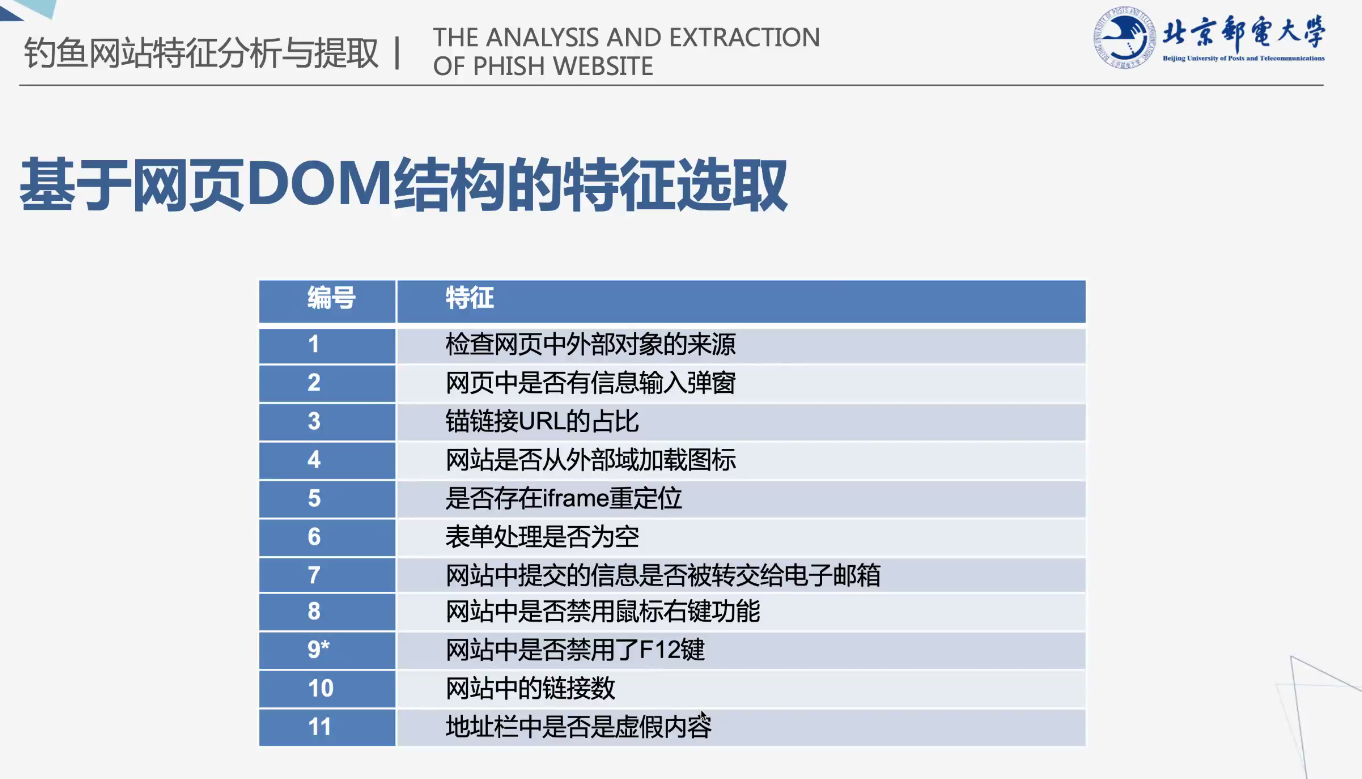 钓鱼网站特征分析与提取
THE ANALYSIS AND EXTRACTION
OF PHISH WEBSITE
北京郵電大學
Beijing University of Posts and Telecommunications
基于网页DOM结构的特征选取
编号 特征
1 检查网页中外部对象的来源
2 网页中是否有信息输入弹窗
3 锚链接URL的占比
4 网站是否从外部域加载图标
5 是否存在iframe重定位
6 表单处理是否为空
7 网站中提交的信息是否被转交给电子邮箱
8 网站中是否禁用鼠标右键功能
9* 网站中是否禁用了F12键
10 网站中的链接数
11 地址栏中是否是虚假内容